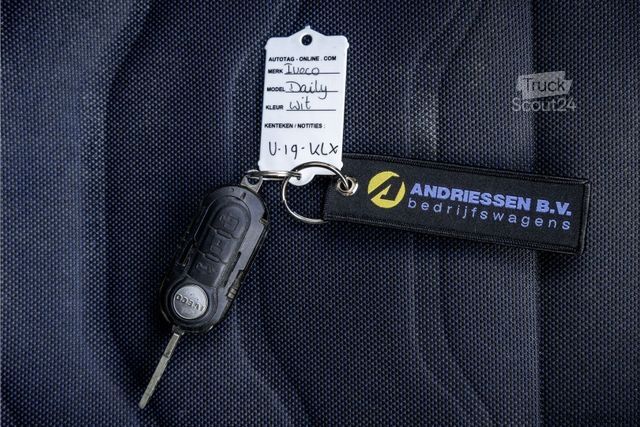 AUTOTAG - ONLINE . COM
MERK Iveco
MODEL Daily
KLEUR wit
KENTEKEN / NOTITIES :
V-19-KLX
Truck
Scout24
ANDRIESSEN B.V.
bedrijfswagens
IVECO